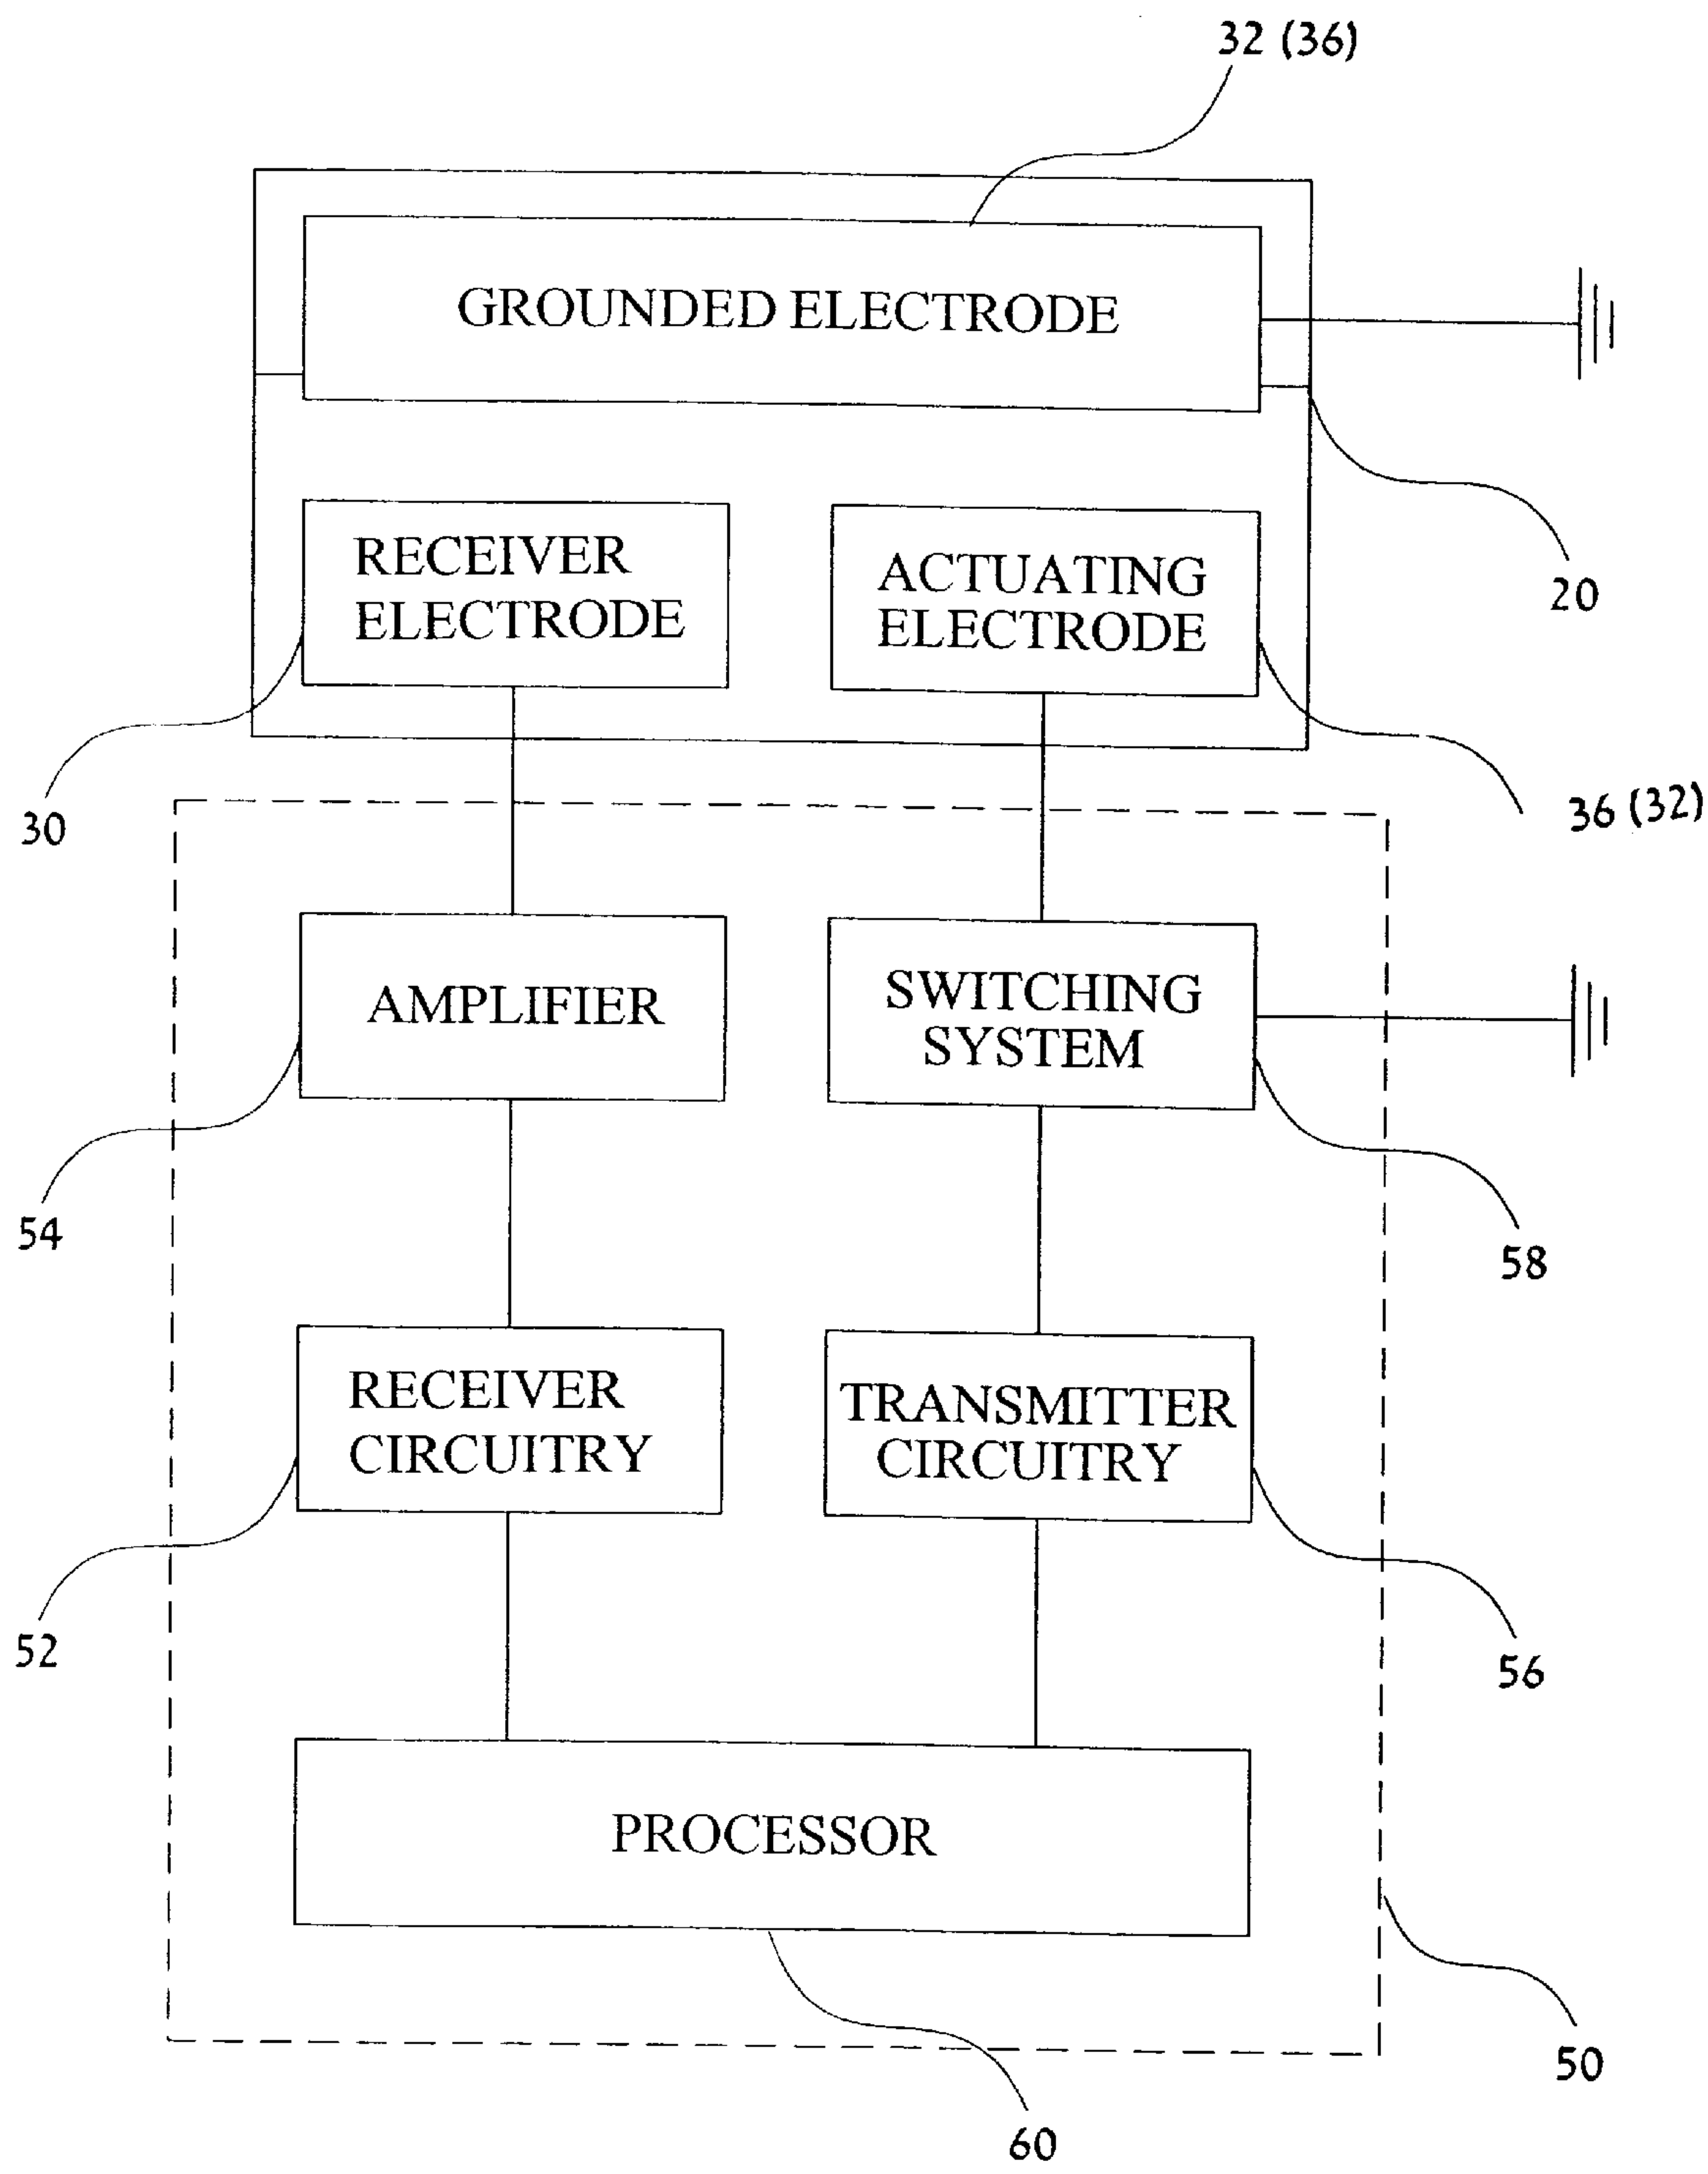 32 (36)
GROUNDED ELECTRODE
20
RECEIVER
ELECTRODE
ACTUATING
ELECTRODE
30
36 (32)
AMPLIFIER
SWITCHING
SYSTEM
54
58
RECEIVER
CIRCUITRY
TRANSMITTER
CIRCUITRY
52
56
PROCESSOR
50
60